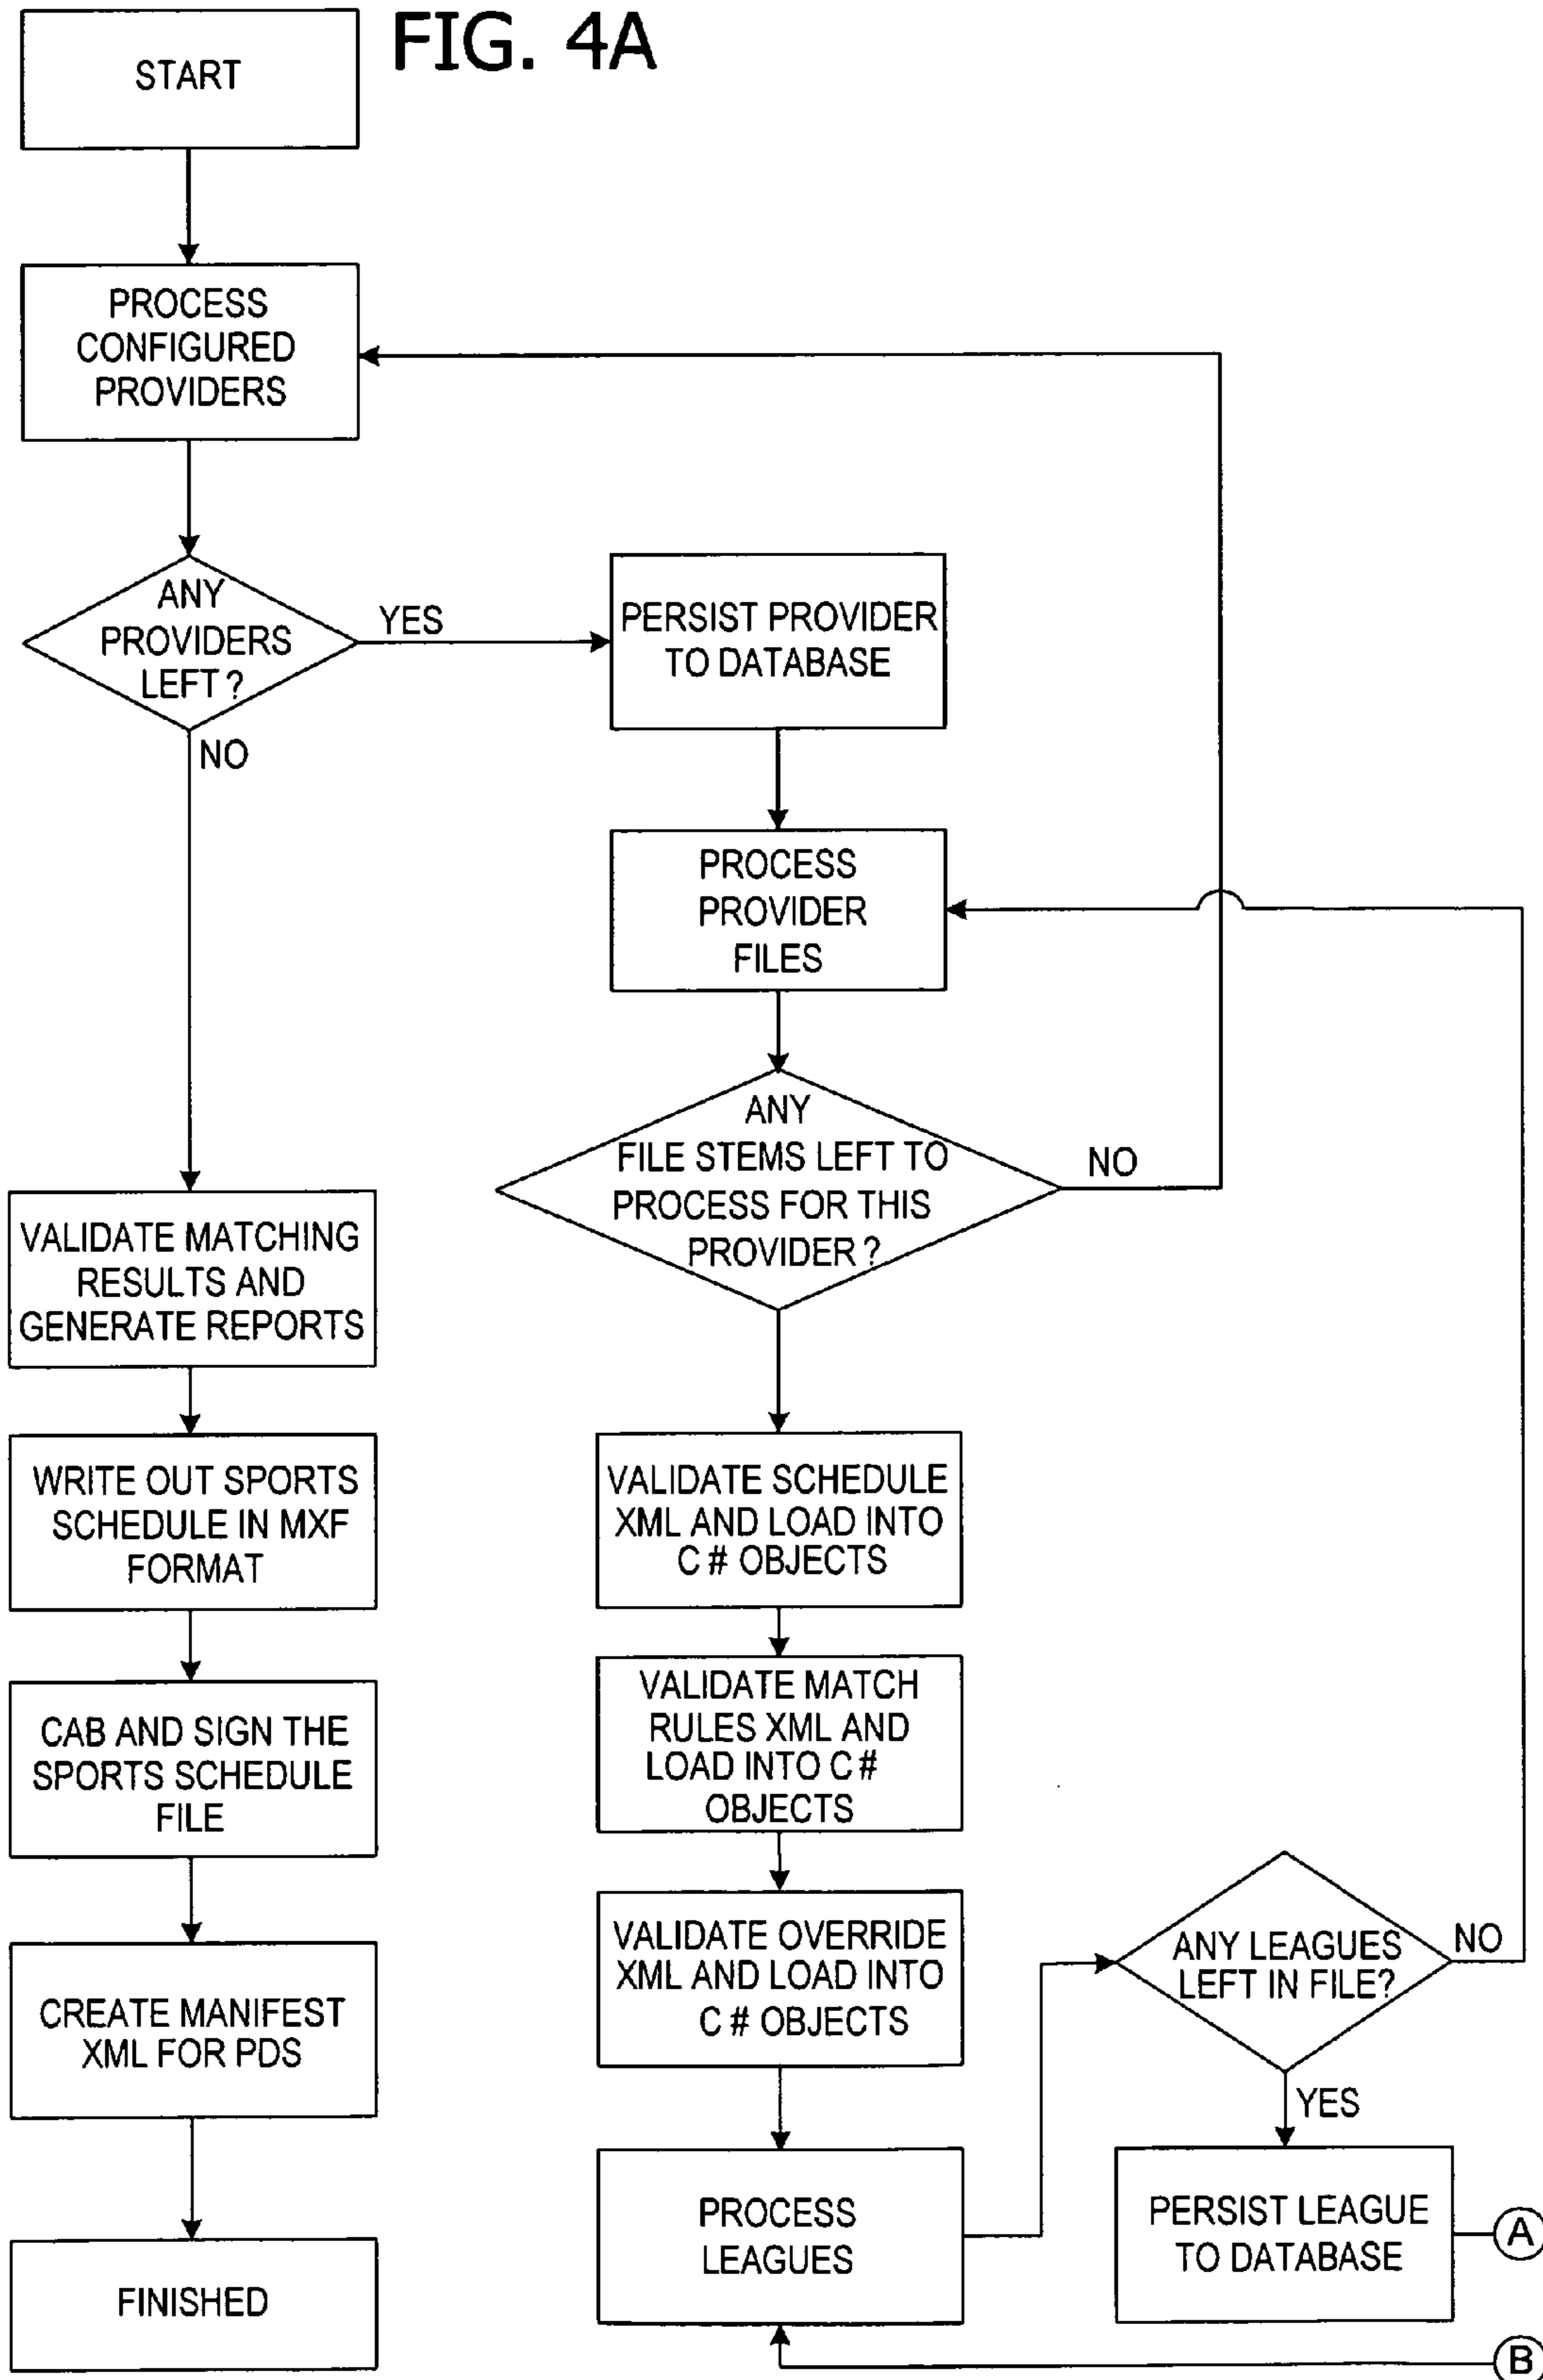 FIG. 4A
START
PROCESS
CONFIGURED
PROVIDERS
ANY
PROVIDERS
LEFT?
YES
NO
PERSIST PROVIDER
TO DATABASE
PROCESS
PROVIDER
FILES
ANY
FILE STEMS LEFT TO
PROCESS FOR THIS
PROVIDER?
NO
VALIDATE MATCHING
RESULTS AND
GENERATE REPORTS
WRITE OUT SPORTS
SCHEDULE IN MXF
FORMAT
CAB AND SIGN THE
SPORTS SCHEDULE
FILE
CREATE MANIFEST
XML FOR PDS
FINISHED
VALIDATE SCHEDULE
XML AND LOAD INTO
C# OBJECTS
VALIDATE MATCH
RULES XML AND
LOAD INTO C#
OBJECTS
VALIDATE OVERRIDE
XML AND LOAD INTO
C# OBJECTS
PROCESS
LEAGUES
ANY LEAGUES
LEFT IN FILE?
NO
YES
PERSIST LEAGUE
TO DATABASE
A
B